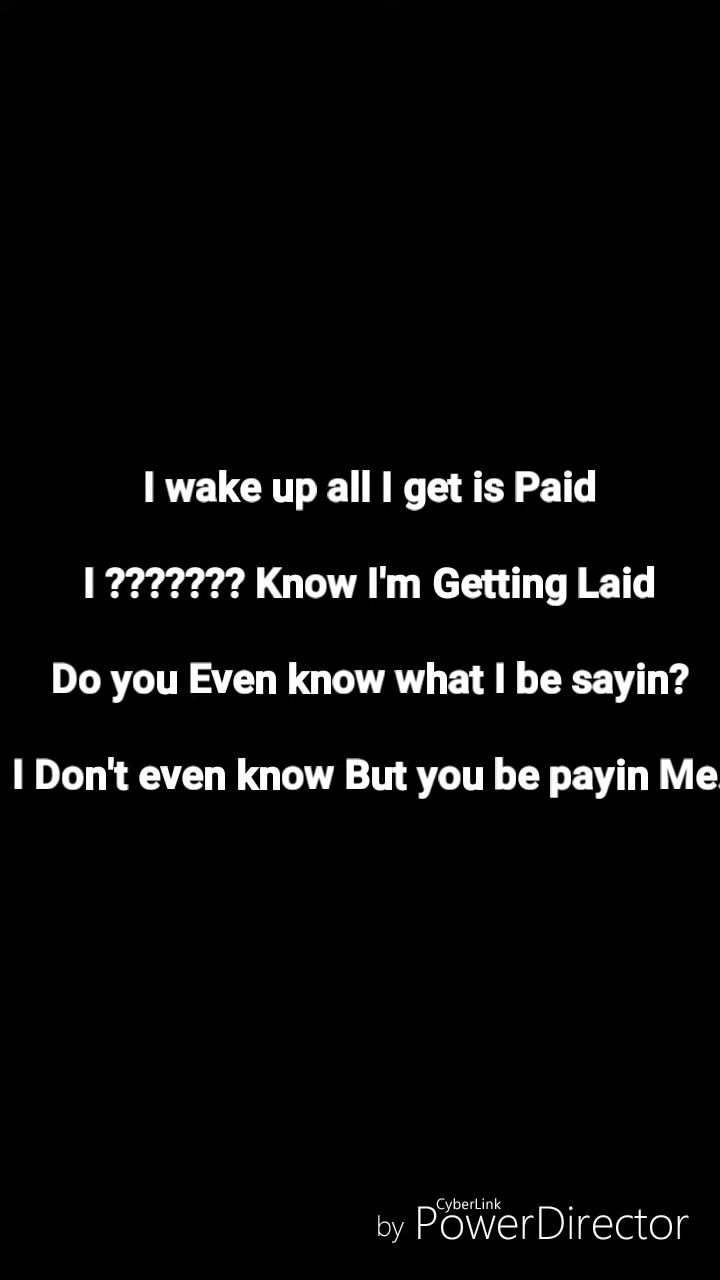 I wake up all I get is Paid
I ??????? Know I'm Getting Laid
Do you Even know what I be sayin?
I Don't even know But you be payin Me.
CyberLink
by PowerDirector